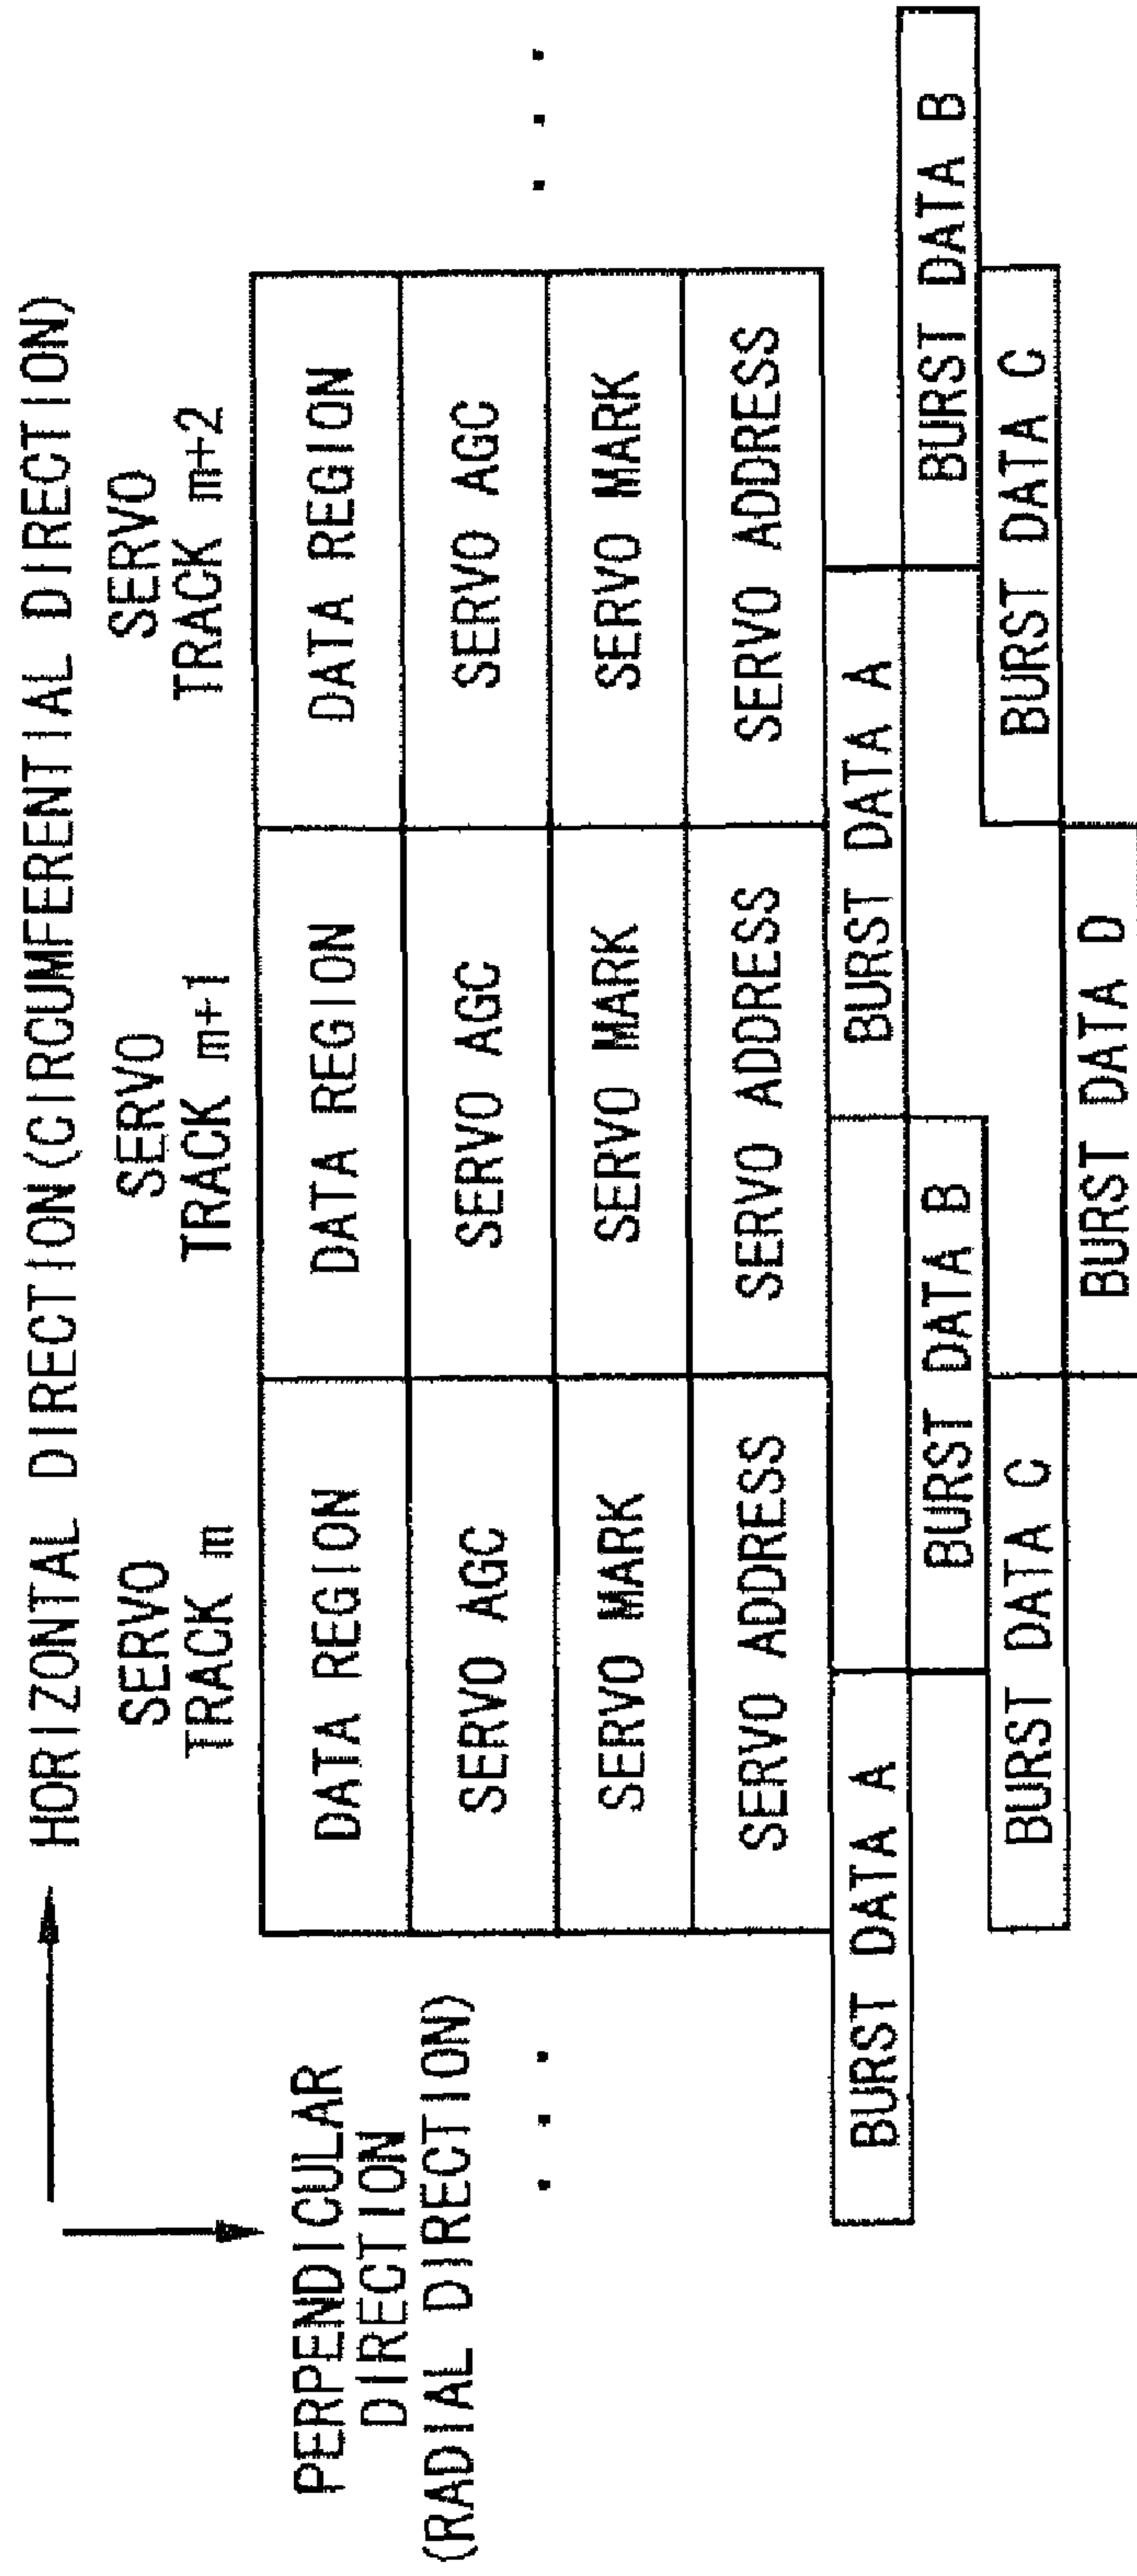 HORIZONTAL DIRECTION(CIRCUMFERENTIAL DIRECTION)
PERPENDICULAR
DIRECTION
(RADIAL DIRECTION)
SERVO
TRACK m
SERVO
TRACK m+1
SERVO
TRACK m+2
DATA REGION
DATA REGION
DATA REGION
SERVO AGC
SERVO AGC
SERVO AGC
. . .
. . .
SERVO MARK
SERVO MARK
SERVO MARK
SERVO ADDRESS
SERVO ADDRESS
SERVO ADDRESS
BURST DATA A
BURST DATA A
BURST DATA B
BURST DATA B
BURST DATA C
BURST DATA C
BURST DATA D